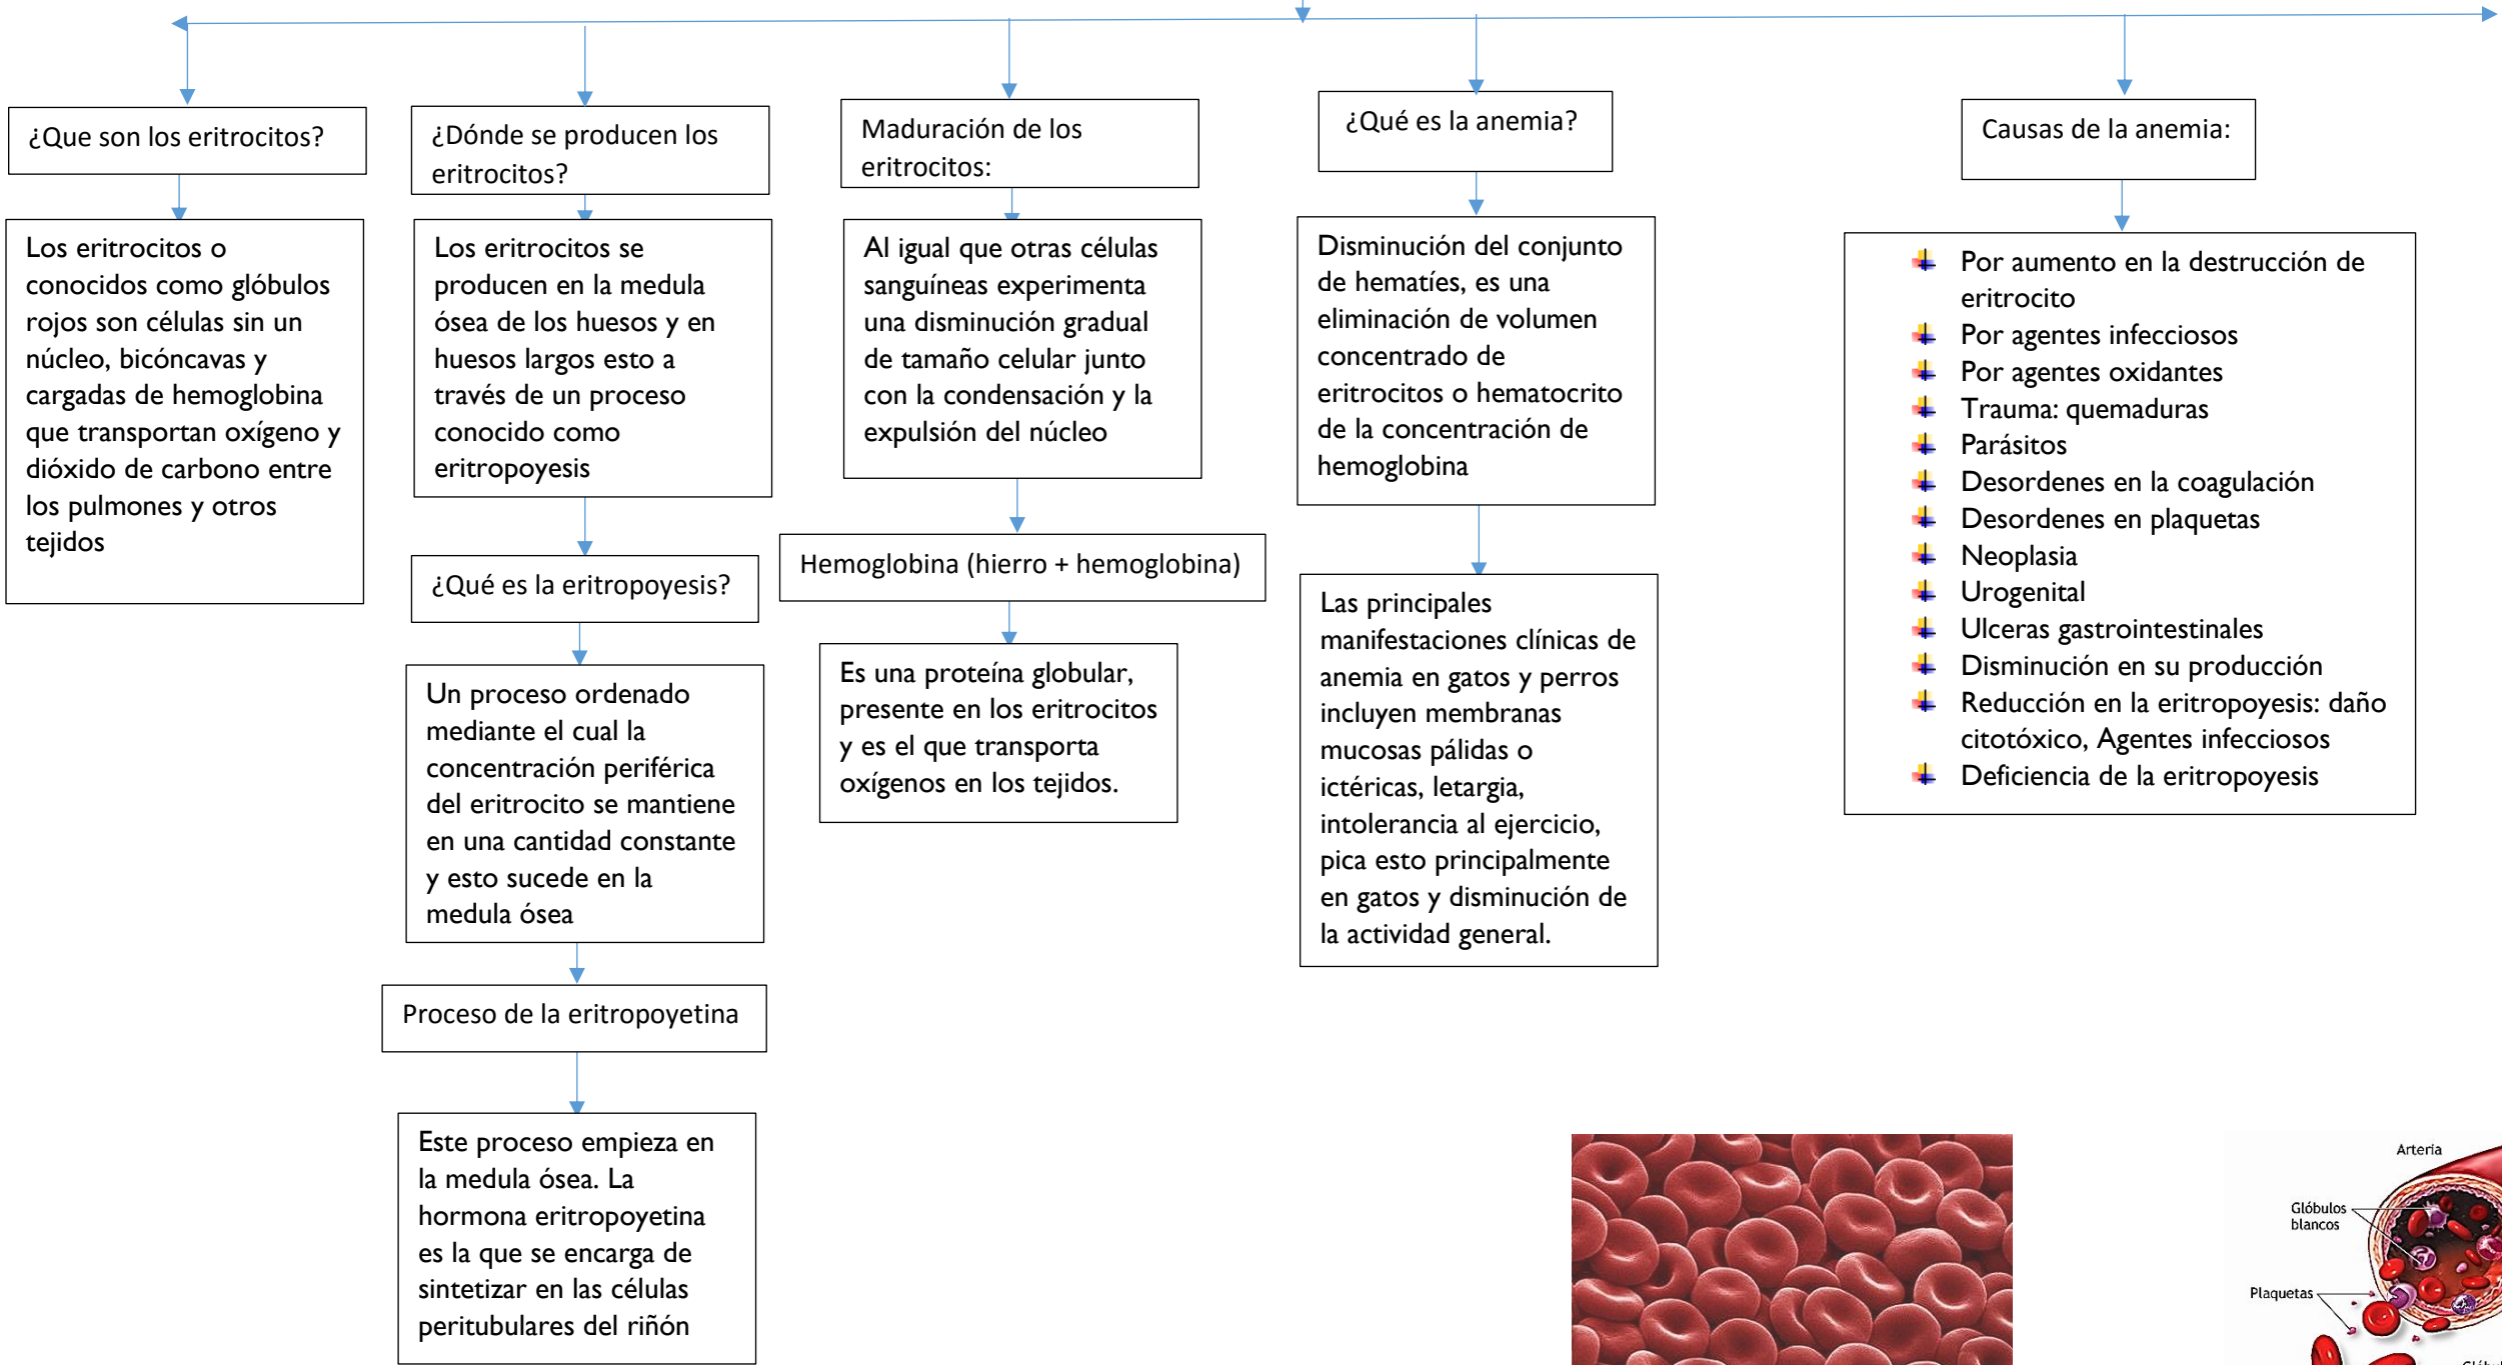 ¿Que son los eritrocitos?
Los eritrocitos o
conocidos como glóbulos
rojos son células sin un
núcleo, bicóncavas y
cargadas de hemoglobina
que transportan oxígeno y
dióxido de carbono entre
los pulmones y otros
tejidos
¿Dónde se producen los
eritrocitos?
Los eritrocitos se
producen en la medula
ósea de los huesos y en
huesos largos esto a
través de un proceso
conocido como
eritropoyesis
¿Qué es la eritropoyesis?
Un proceso ordenado
mediante el cual la
concentración periférica
del eritrocito se mantiene
en una cantidad constante
y esto sucede en la
medula ósea
Proceso de la eritropoyetina
Este proceso empieza en
la medula ósea. La
hormona eritropoyetina
es la que se encarga de
sintetizar en las células
peritubulares del riñón
Maduración de los
eritrocitos:
Al igual que otras células
sanguíneas experimenta
una disminución gradual
de tamaño celular junto
con la condensación y la
expulsión del núcleo
Hemoglobina (hierro + hemoglobina)
Es una proteína globular,
presente en los eritrocitos
y es el que transporta
oxígenos en los tejidos.
¿Qué es la anemia?
Disminución del conjunto
de hematíes, es una
eliminación de volumen
concentrado de
eritrocitos o hematocrito
de la concentración de
hemoglobina
Las principales
manifestaciones clínicas de
anemia en gatos y perros
incluyen membranas
mucosas pálidas o
ictéricas, letargia,
intolerancia al ejercicio,
pica esto principalmente
en gatos y disminución de
la actividad general.
Causas de la anemia:
Por aumento en la destrucción de
eritrocito
Por agentes infecciosos
Por agentes oxidantes
Trauma: quemaduras
Parásitos
Desordenes en la coagulación
Desordenes en plaquetas
Neoplasia
Urogenital
Ulceras gastrointestinales
Disminución en su producción
Reducción en la eritropoyesis: daño
citotóxico, Agentes infecciosos
Deficiencia de la eritropoyesis
Arteria
Glóbulos
blancos
Plaquetas